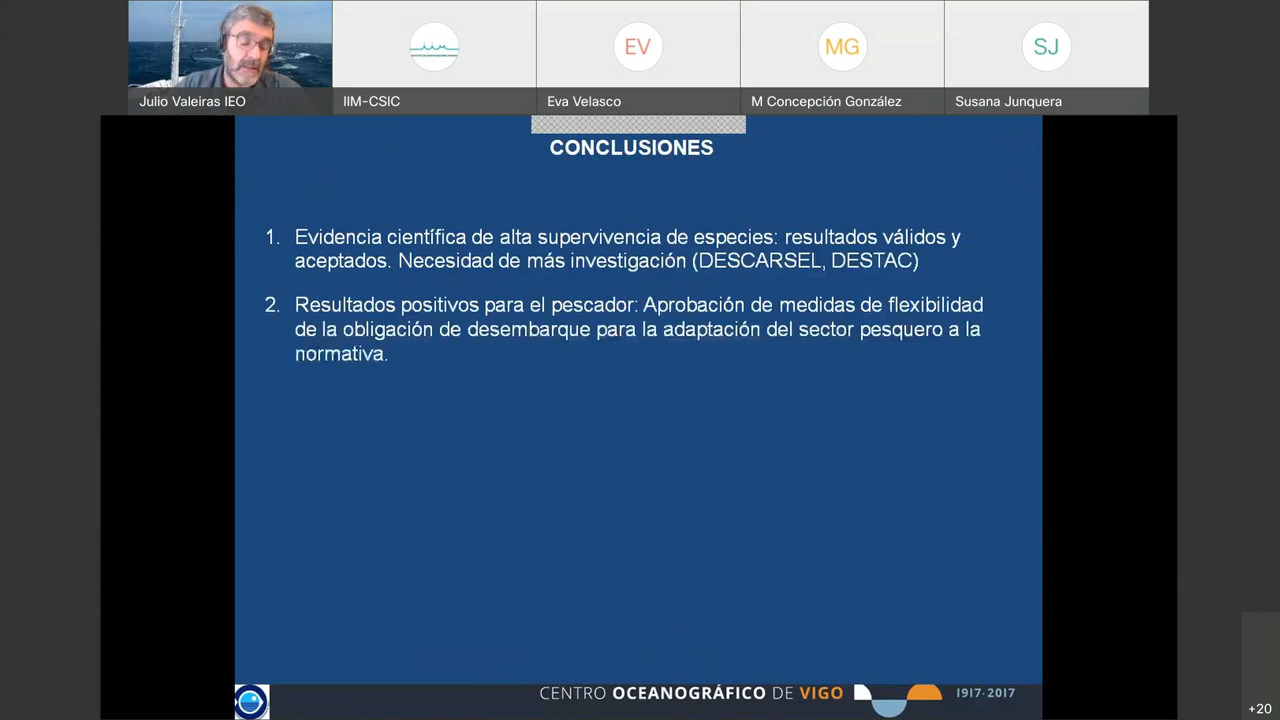 EV
MG
SJ
Julio Valeiras IEO
IIM-CSIC
Eva Velasco
M Concepción González
Susana Junquera
CONCLUSIONES
1. Evidencia científica de alta supervivencia de especies: resultados válidos y
aceptados. Necesidad de más investigación (DESCARSEL, DESTAC)
2. Resultados positivos para el pescador: Aprobación de medidas de flexibilidad
de la obligación de desembarque para la adaptación del sector pesquero a la
normativa.
CENTRO OCEANOGRÁFICO DE VIGO 1917·2017
+20